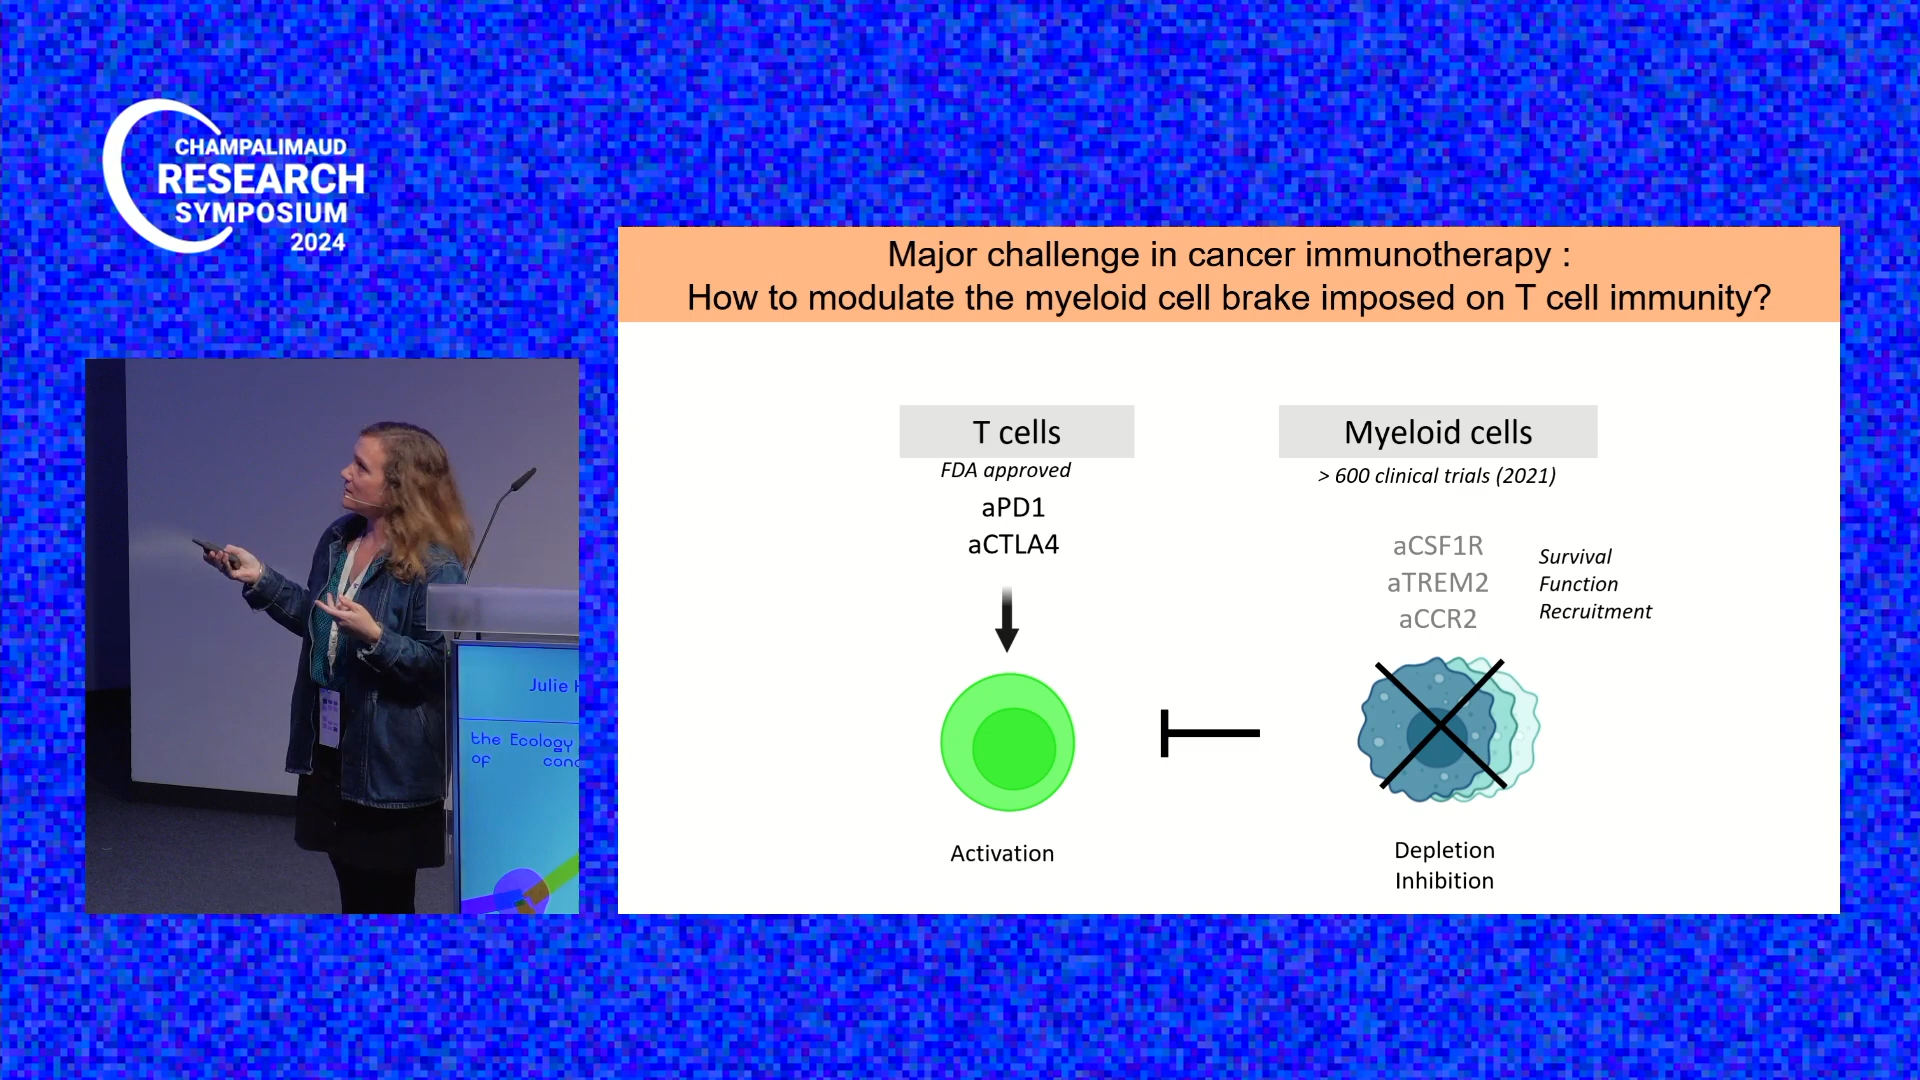 CHAMPALIMAUD
RESEARCH
SYMPOSIUM
2024
Major challenge in cancer immunotherapy :
How to modulate the myeloid cell brake imposed on T cell immunity?
T cells
FDA approved
aPD1
aCTLA4
Activation
Myeloid cells
> 600 clinical trials (2021)
aCSF1R
aTREM2
aCCR2
Survival
Function
Recruitment
Depletion
Inhibition
Julie
the Ecology
of